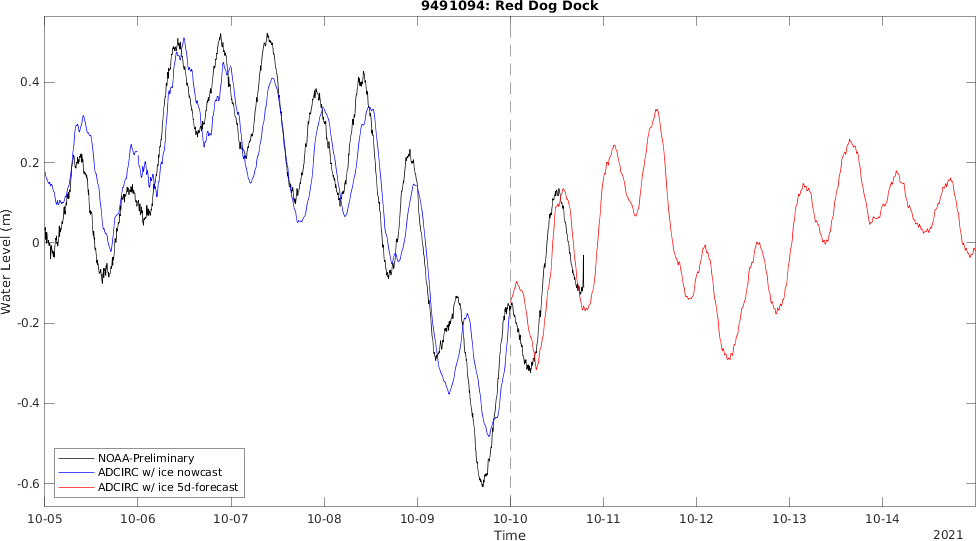 9491094: Red Dog Dock
Water Level (m)
0.4
0.2
0
-0.2
-0.4
-0.6
NOAA-Preliminary
ADCIRC w/ ice nowcast
ADCIRC w/ ice 5d-forecast
10-05 10-06 10-07 10-08 10-09 10-10 10-11 10-12 10-13 10-14
Time
2021